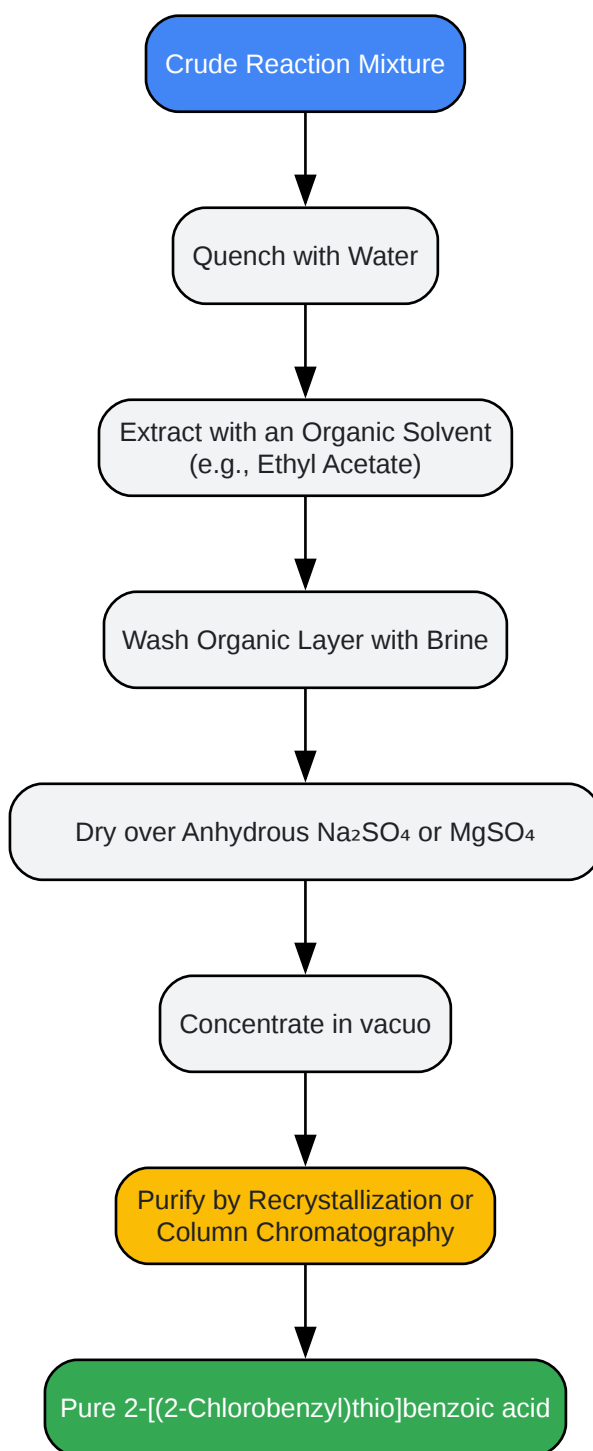 Crude Reaction Mixture
Quench with Water
Extract with an Organic Solvent
(e.g., Ethyl Acetate)
Wash Organic Layer with Brine
Dry over Anhydrous Na₂SO₄ or MgSO₄
Concentrate in vacuo
Purify by Recrystallization or
Column Chromatography
Pure 2-[(2-Chlorobenzyl)thio]benzoic acid